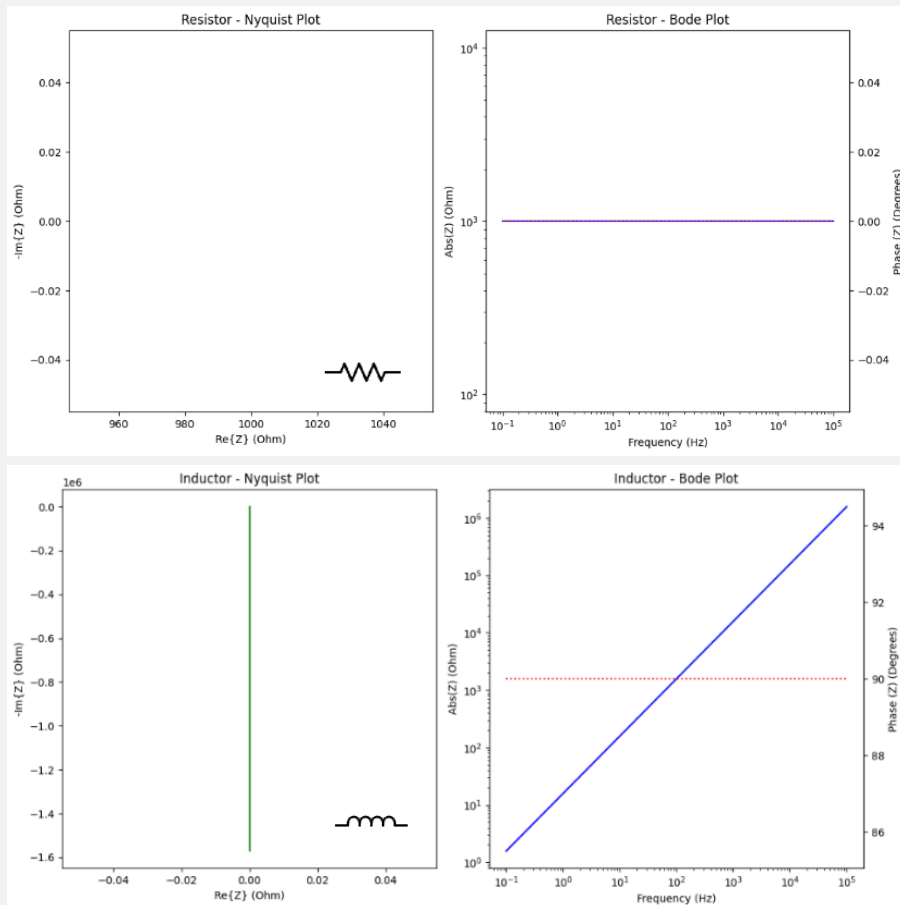 Resistor - Nyquist Plot
0.04
0.02
0.00
−0.02
−0.04
-Im{Z} (Ohm)
960 980 1000 1020 1040
Re{Z} (Ohm)
Resistor - Bode Plot
10⁴
10³
10²
Abs(Z) (Ohm)
0.04
0.02
0.00
−0.02
−0.04
Phase (Z) (Degrees)
10⁻¹ 10⁰ 10¹ 10² 10³ 10⁴ 10⁵
Frequency (Hz)
Inductor - Nyquist Plot
1e6
0.0
−0.2
−0.4
−0.6
−0.8
−1.0
−1.2
−1.4
−1.6
-Im{Z} (Ohm)
−0.04 −0.02 0.00 0.02 0.04
Re{Z} (Ohm)
Inductor - Bode Plot
10⁶
10⁵
10⁴
10³
10²
10¹
10⁰
Abs(Z) (Ohm)
94
92
90
88
86
Phase (Z) (Degrees)
10⁻¹ 10⁰ 10¹ 10² 10³ 10⁴ 10⁵
Frequency (Hz)